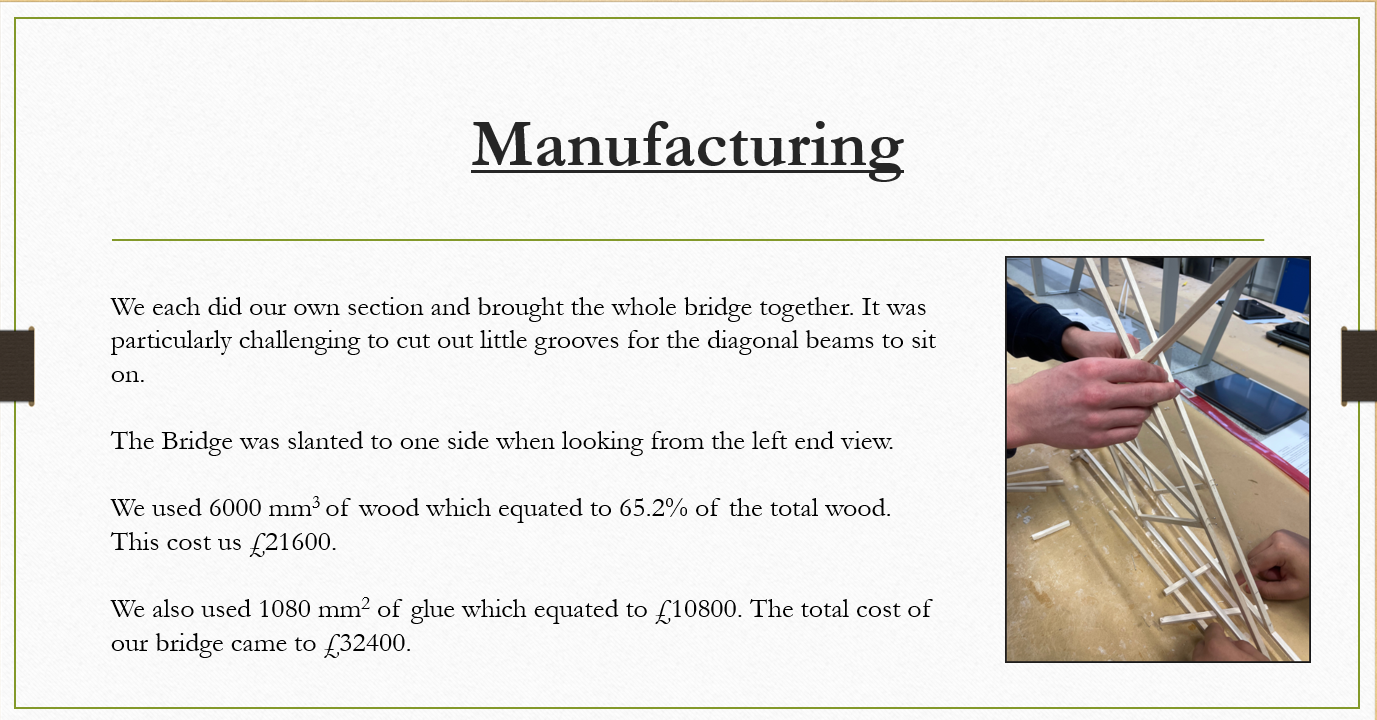 Manufacturing
We each did our own section and brought the whole bridge together. It was
particularly challenging to cut out little grooves for the diagonal beams to sit
on.
The Bridge was slanted to one side when looking from the left end view.
We used 6000 mm³ of wood which equated to 65.2% of the total wood.
This cost us £21600.
We also used 1080 mm² of glue which equated to £10800. The total cost of
our bridge came to £32400.